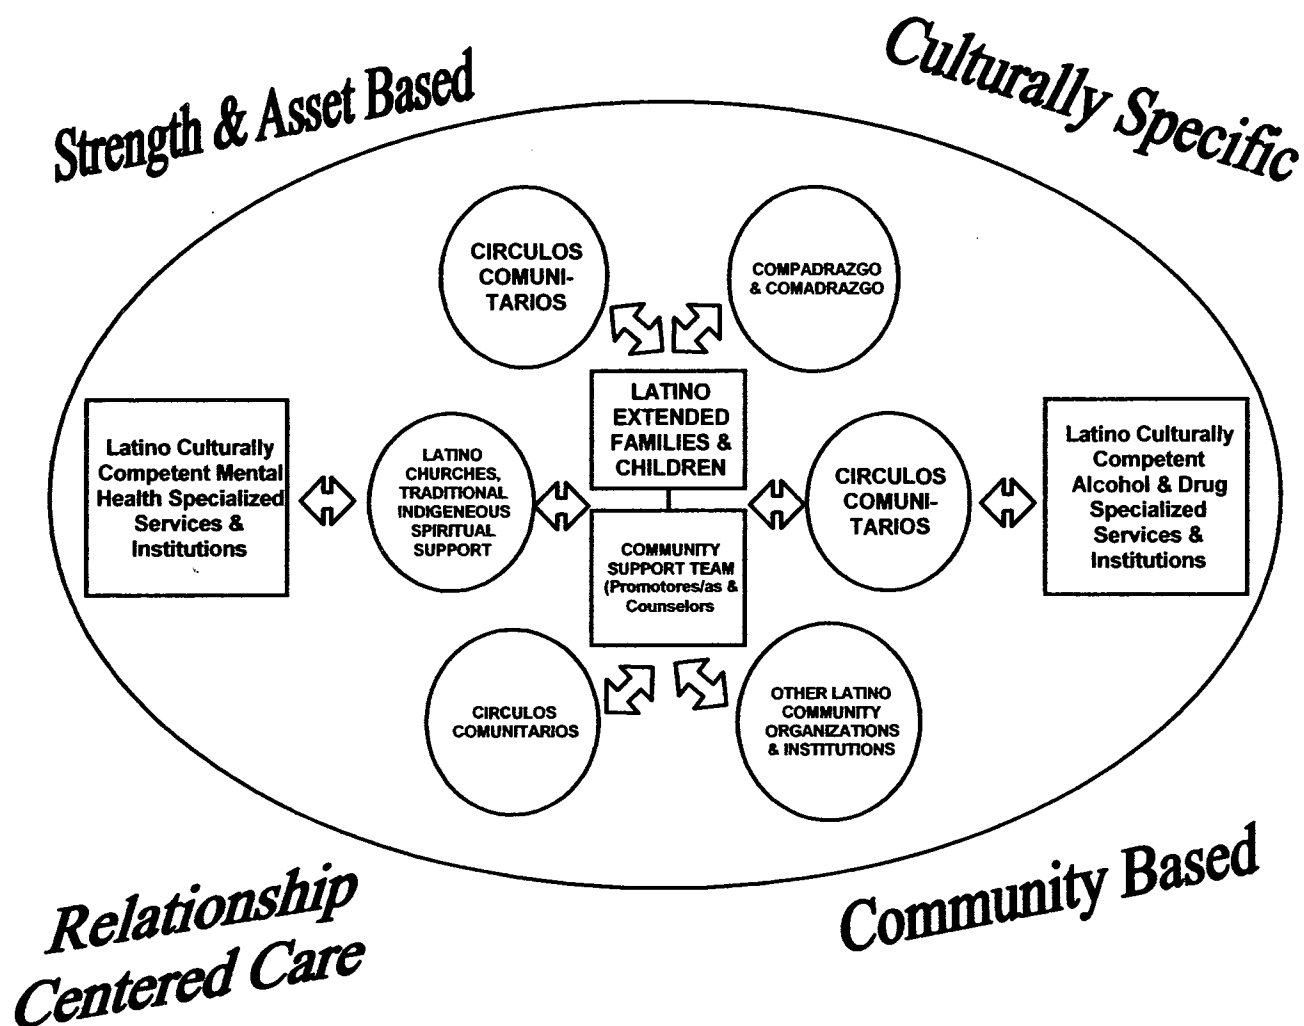 Strength & Asset Based
Culturally Specific
CIRCULOS
COMUNI-
TARIOS
COMPADRAZGO
& COMADRAZGO
LATINO
EXTENDED
FAMILIES &
CHILDREN
Latino Culturally
Competent Mental
Health Specialized
Services &
Institutions
LATINO
CHURCHES,
TRADITIONAL
INDIGENEOUS
SPIRITUAL
SUPPORT
COMMUNITY
SUPPORT TEAM
(Promotores/as &
Counselors
CIRCULOS
COMUNI-
TARIOS
Latino Culturally
Competent
Alcohol & Drug
Specialized
Services &
Institutions
CIRCULOS
COMUNITARIOS
OTHER LATINO
COMMUNITY
ORGANIZATIONS
& INSTITUTIONS
Relationship
Centered Care
Community Based